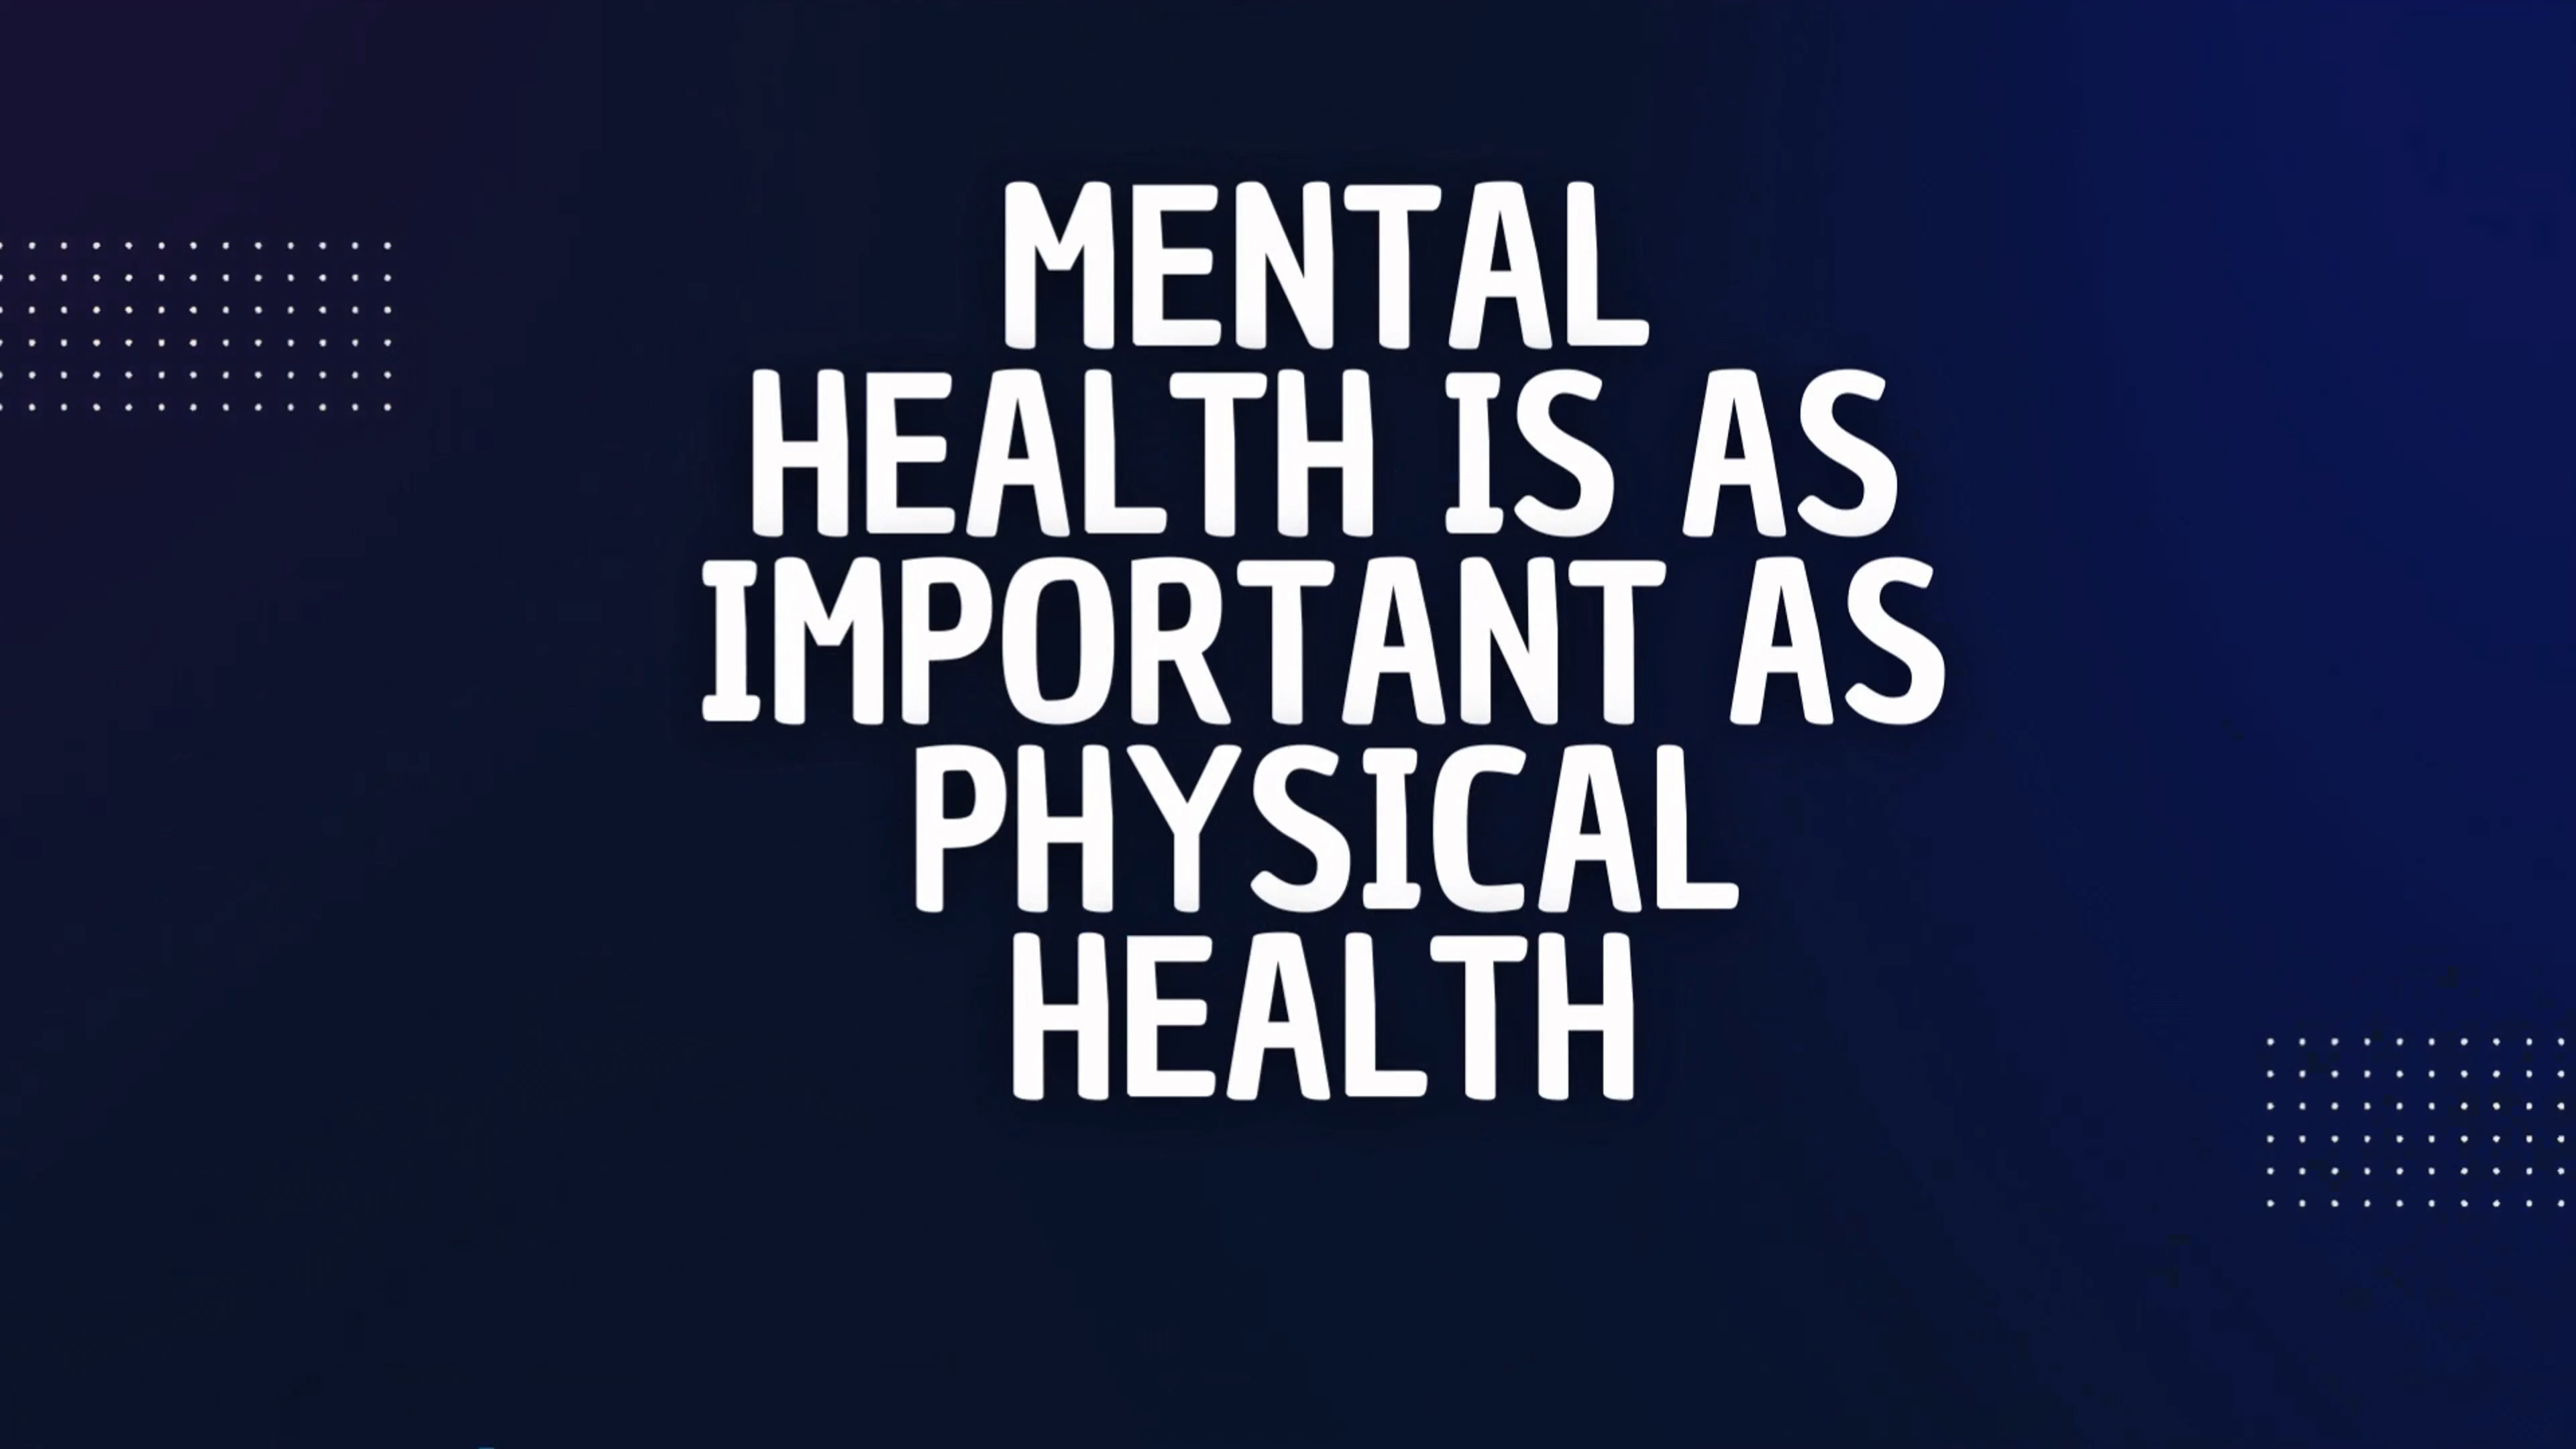 MENTAL
HEALTH IS AS
IMPORTANT AS
PHYSICAL
HEALTH